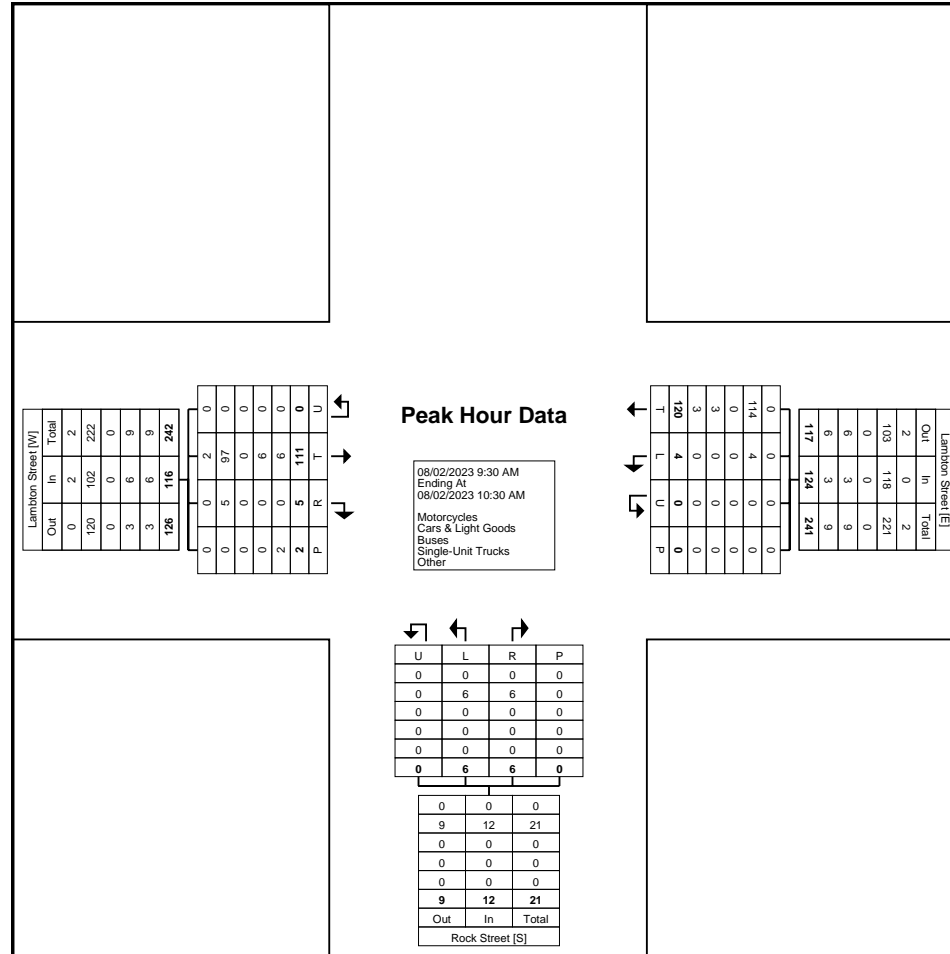 Lambton Street [W]
Out In Total
0 2 2
120 102 222
0 0 0
3 6 9
3 6 9
126 116 242
0 0 2 0
0 5 97 0
0 0 0 0
0 0 6 0
2 0 6 0
2 5 111 0
P R T U
Peak Hour Data
08/02/2023 9:30 AM
Ending At
08/02/2023 10:30 AM
Motorcycles
Cars & Light Goods
Buses
Single-Unit Trucks
Other
Lambton Street [E]
Out In Total
2 0 2
103 118 221
0 0 0
6 3 9
6 3 9
117 124 241
0 0 0 0
114 4 0 0
0 0 0 0
3 0 0 0
3 0 0 0
120 4 0 0
T L U P
U L R P
0 0 0 0
0 6 6 0
0 0 0 0
0 0 0 0
0 0 0 0
0 6 6 0
0 0 0
9 12 21
0 0 0
0 0 0
0 0 0
9 12 21
Out In Total
Rock Street [S]